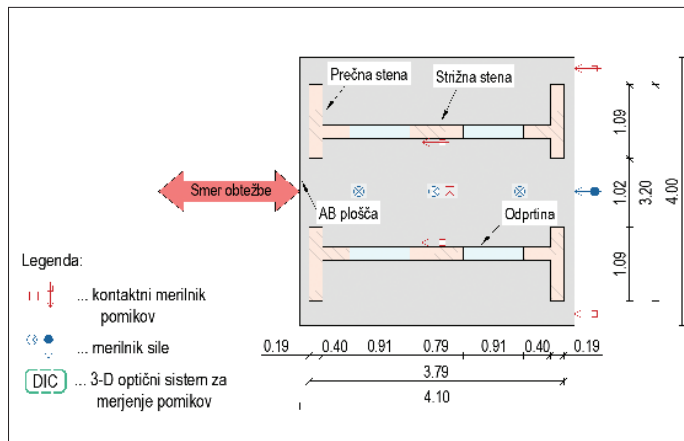 Prečna stena
Strižna stena
Smer obtežbe
AB plošča
Odprtina
1.09
1.02
1.09
3.20
4.00
Legenda:
... kontaktni merilnik
pomikov
... merilnik sile
DIC ... 3-D optični sistem za
merjenje pomikov
0.19 0.40 0.91 0.79 0.91 0.40 0.19
3.79
4.10